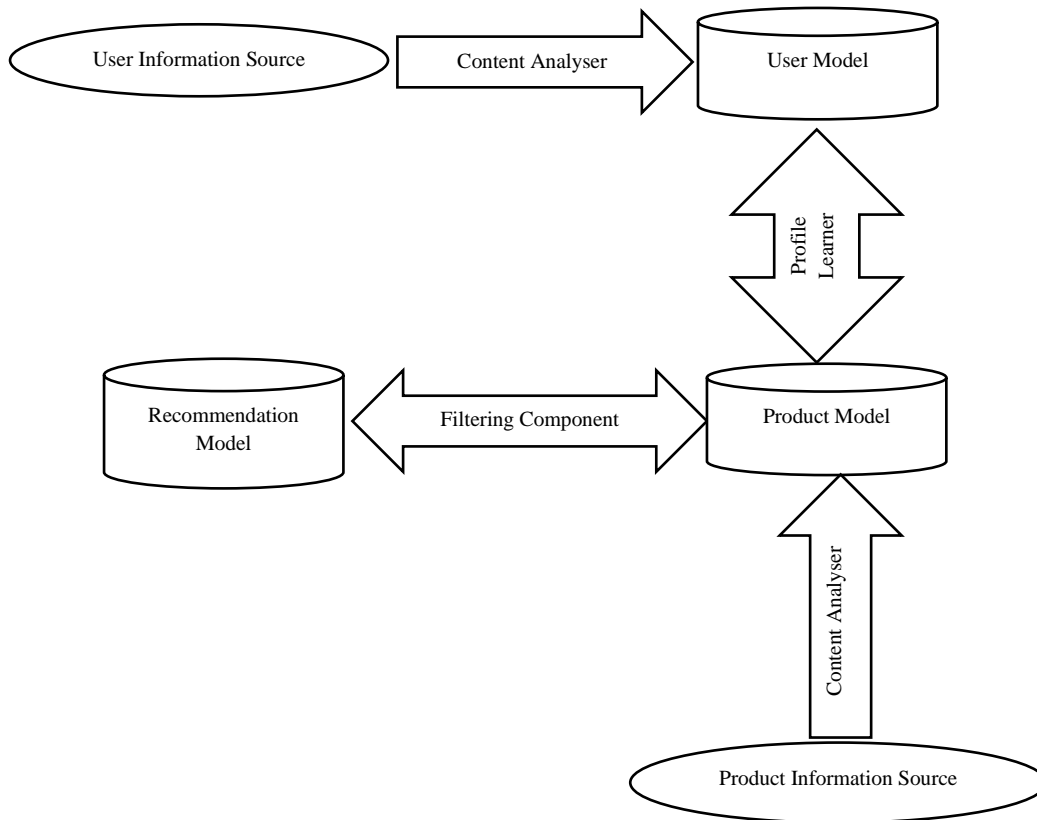 User Information Source
Content Analyser
User Model
Profile
Learner
Recommendation
Model
Filtering Component
Product Model
Content Analyser
Product Information Source